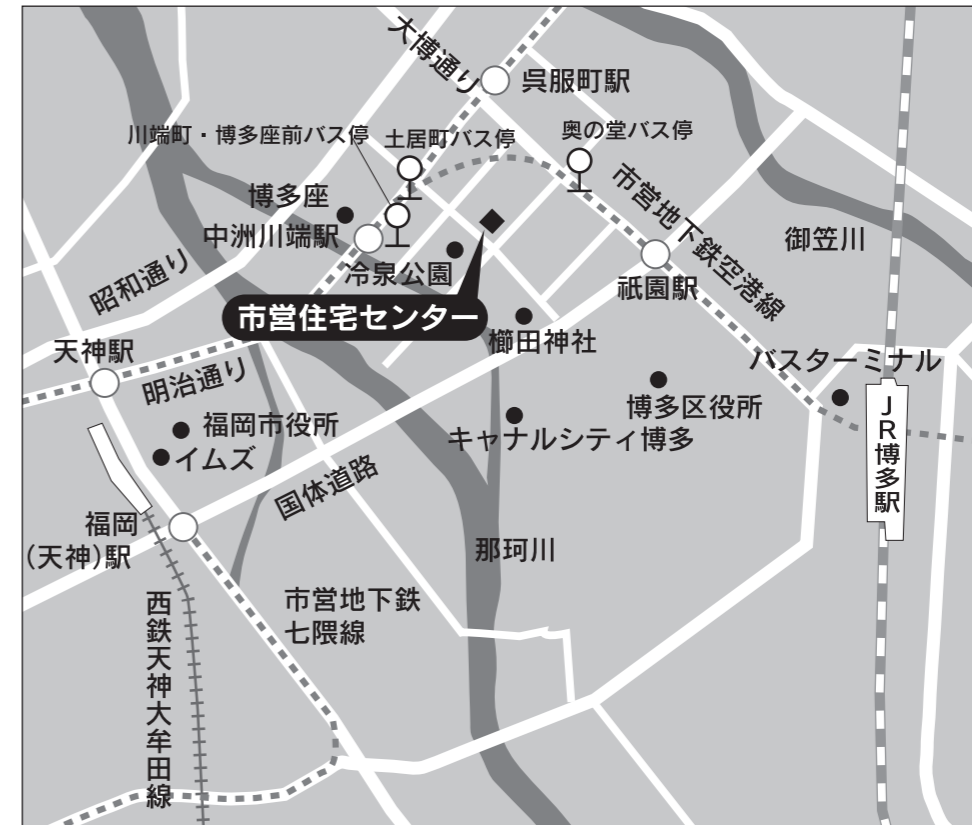 大博通り
呉服町駅
川端町・博多座前バス停
土居町バス停
奥の堂バス停
博多座
中洲川端駅
冷泉公園
市営地下鉄空港線
御笠川
祇園駅
昭和通り
市営住宅センター
櫛田神社
天神駅
明治通り
バスターミナル
福岡市役所
イムズ
博多区役所
キャナルシティ博多
JR博多駅
国体道路
福岡
(天神)駅
那珂川
市営地下鉄
七隈線
西鉄天神大牟田線